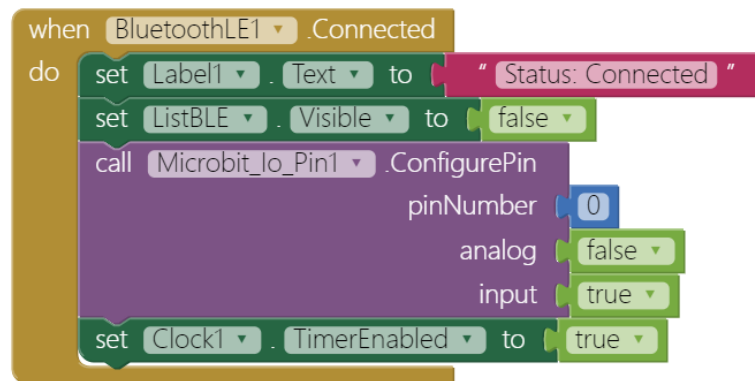 when BluetoothLE1 .Connected
do set Label1 . Text to " Status: Connected "
set ListBLE . Visible to false
call Microbit_Io_Pin1 .ConfigurePin
pinNumber 0
analog false
input true
set Clock1 . TimerEnabled to true